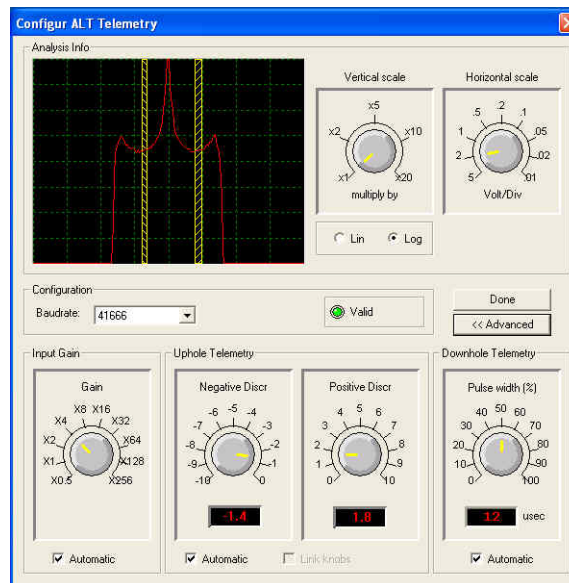 Configur ALT Telemetry
Analysis Info
Vertical scale
x1
x2
x5
x10
x20
multiply by
Lin
Log
Horizontal scale
5
2
1
.5
.2
.1
.05
.02
.01
Volt/Div
Configuration
Baudrate:
41666
Valid
Done
<< Advanced
Input Gain
Gain
X0.5
X1
X2
X4
X8
X16
X32
X64
X128
X256
Automatic
Uphole Telemetry
Negative Discr
-10
-9
-8
-7
-6
-5
-4
-3
-2
-1
0
-1.4
Automatic
Positive Discr
0
1
2
3
4
5
6
7
8
9
10
1.8
Link knobs
Downhole Telemetry
Pulse width (%)
0
10
20
30
40
50
60
70
80
90
100
12 usec
Automatic